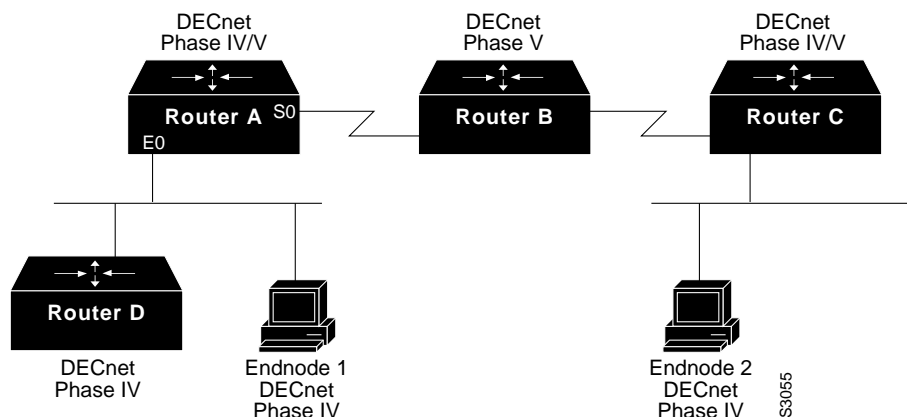 DECnet
Phase IV/V
DECnet
Phase V
DECnet
Phase IV/V
Router A
S0
E0
Router B
Router C
Router D
DECnet
Phase IV
Endnode 1
DECnet
Phase IV
Endnode 2
DECnet
Phase IV
S3055